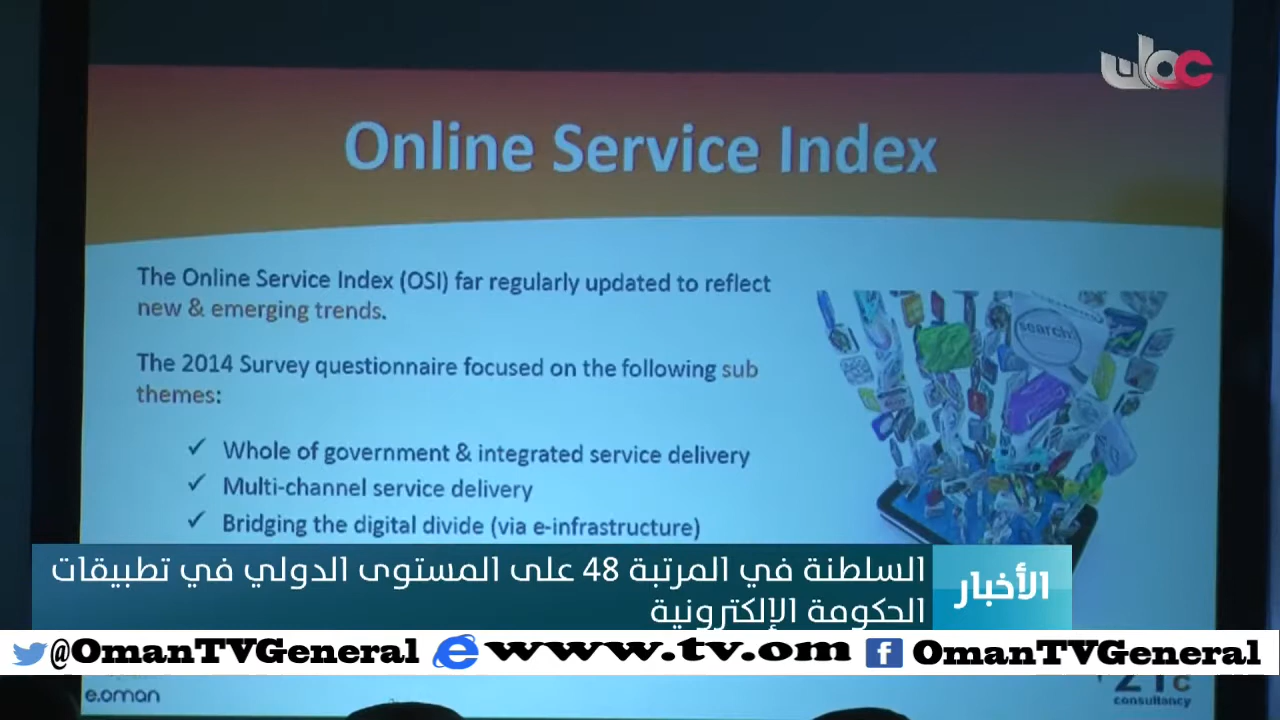 عمان
Online Service Index
The Online Service Index (OSI) far regularly updated to reflect
new & emerging trends.
search
The 2014 Survey questionnaire focused on the following sub
themes:
✓ Whole of government & integrated service delivery
✓ Multi-channel service delivery
✓ Bridging the digital divide (via e-infrastructure)
الأخبار
السلطنة في المرتبة 48 على المستوى الدولي في تطبيقات
الحكومة الإلكترونية
@OmanTVGeneral www.tv.om OmanTVGeneral
e.oman
consultancy